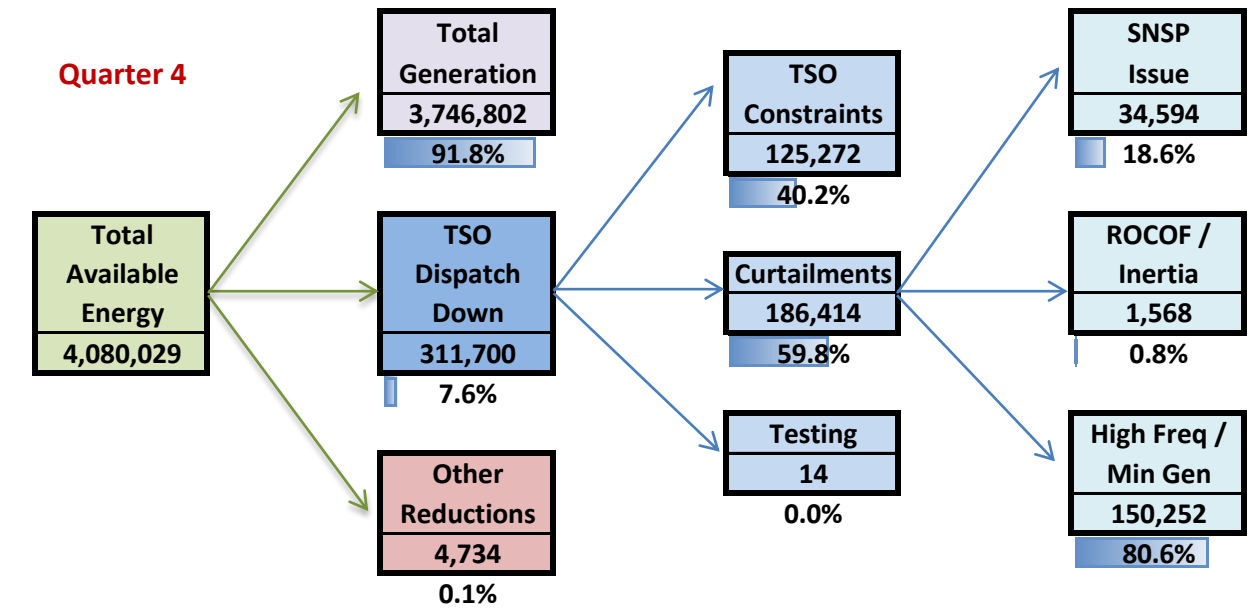 Quarter 4
Total
Available
Energy
4,080,029
Total
Generation
3,746,802
91.8%
TSO
Dispatch
Down
311,700
7.6%
Other
Reductions
4,734
0.1%
TSO
Constraints
125,272
40.2%
Curtailments
186,414
59.8%
Testing
14
0.0%
SNSP
Issue
34,594
18.6%
ROCOF /
Inertia
1,568
0.8%
High Freq /
Min Gen
150,252
80.6%